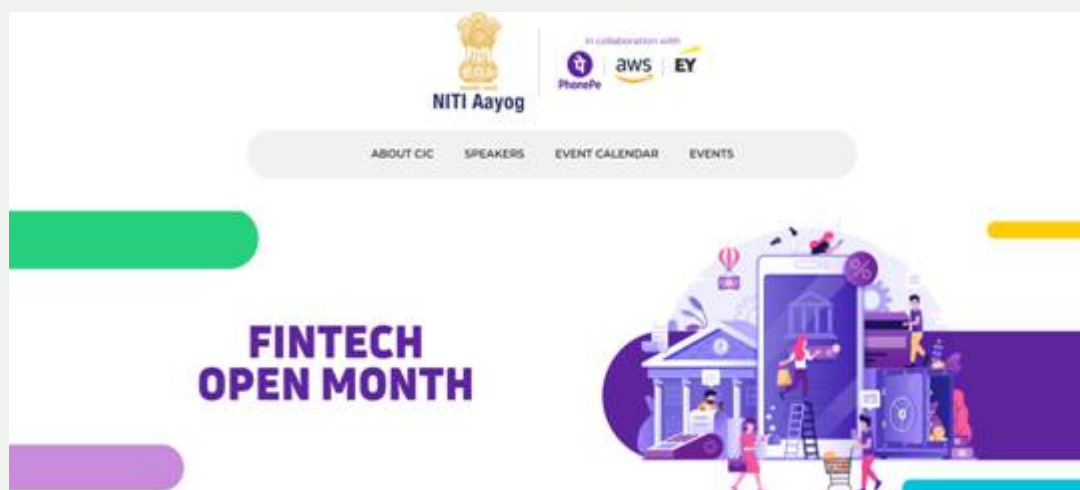 NITI Aayog
in collaboration with
पे
PhonePe
aws
EY
ABOUT CIC SPEAKERS EVENT CALENDAR EVENTS
%
FINTECH
OPEN MONTH